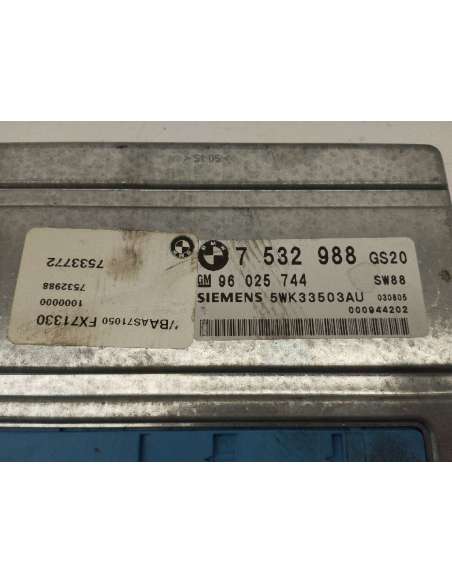 7 532 988 GS20
GM 96 025 744 SW88
SIEMENS 5WK33503AU 030805
000944202
7533772
7532988
1000000
*/BAAS71050 FX71330